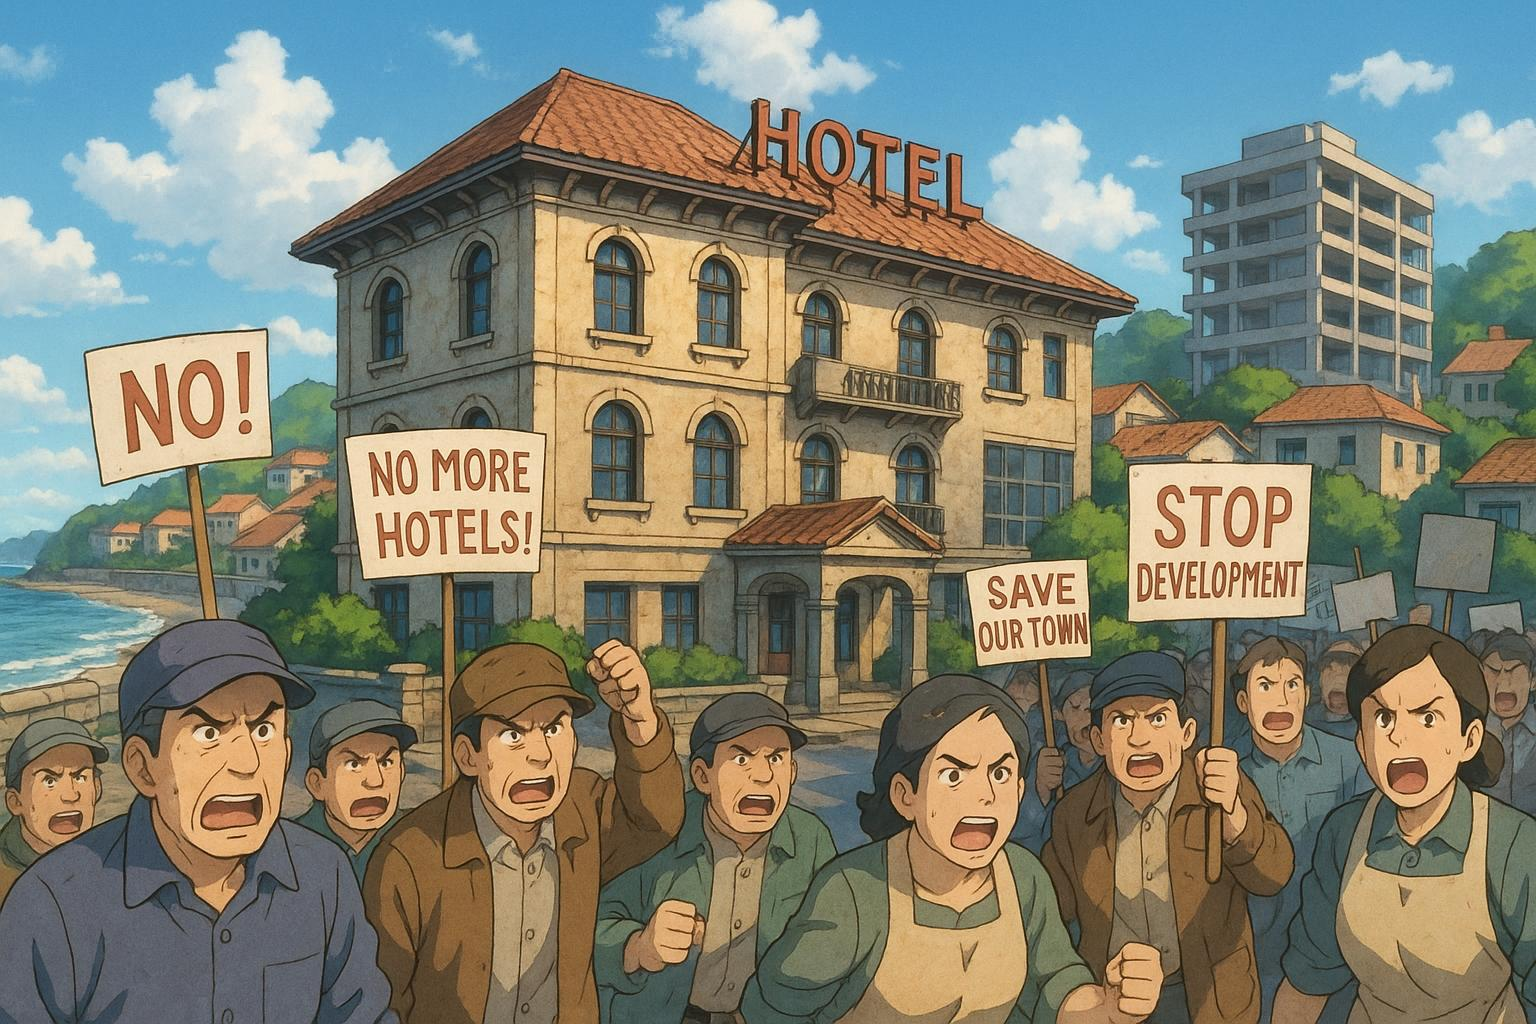 HOTEL
NO!
NO MORE
HOTELS!
SAVE
OUR TOWN
STOP
DEVELOPMENT